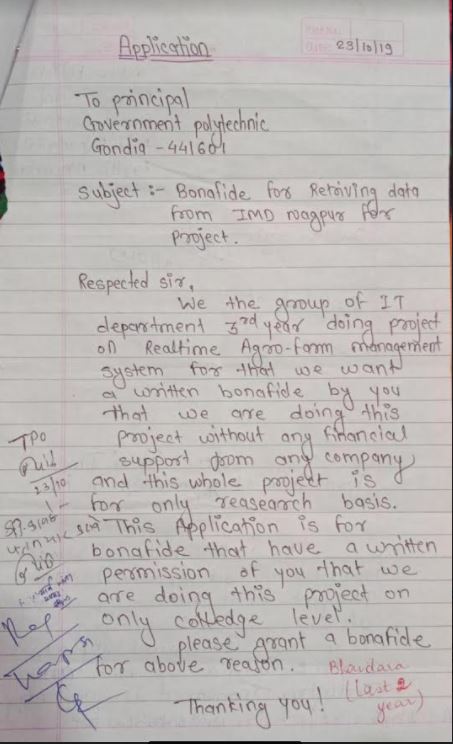 Application
23/10/19
To principal
Government polytechnic
Gondia - 441601
Subject :- Bonafide for Retriving data
from IMD nagpur for
project.
Respected sir,
We the group of IT
department 3rd year doing project
on Realtime Agro-farm management
system for that we want
a written bonafide by you
that we are doing this
project without any financial
support from any company
and this whole project is
for only reasearch basis.
This Application is for
bonafide that have a written
permission of you that we
are doing this project on
only colledge level.
please grant a bonafide
for above reason.
Thanking you!
TPO
23/10
Bhandara
(last 2
year)